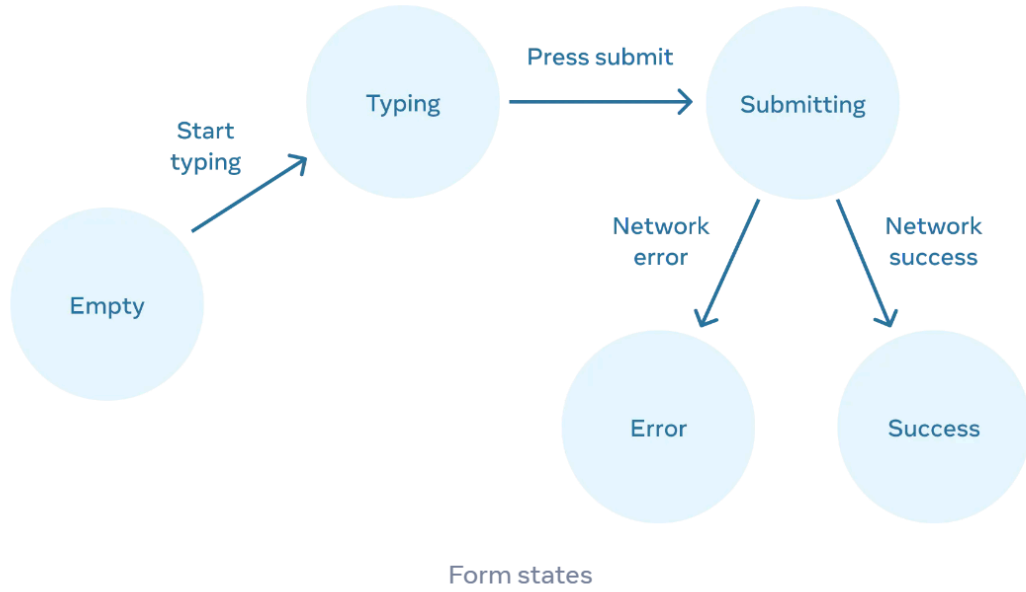 Press submit
Typing
Submitting
Start
typing
Network
error
Network
success
Empty
Error
Success
Form states